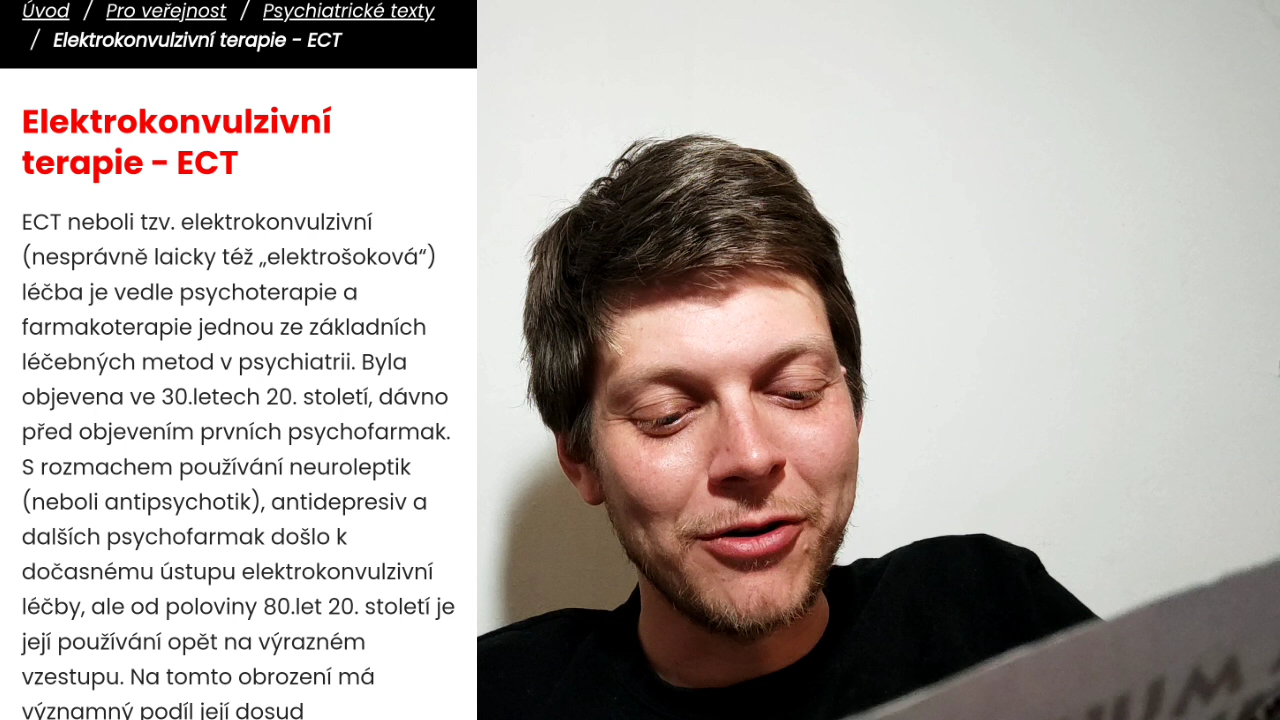 Úvod / Pro veřejnost / Psychiatrické texty
/ Elektrokonvulzivní terapie - ECT
Elektrokonvulzivní
terapie - ECT
ECT neboli tzv. elektrokonvulzivní
(nesprávně laicky též „elektrošoková“)
léčba je vedle psychoterapie a
farmakoterapie jednou ze základních
léčebných metod v psychiatrii. Byla
objevena ve 30.letech 20. století, dávno
před objevením prvních psychofarmak.
S rozmachem používání neuroleptik
(neboli antipsychotik), antidepresiv a
dalších psychofarmak došlo k
dočasnému ústupu elektrokonvulzivní
léčby, ale od poloviny 80.let 20. století je
její používání opět na výrazném
vzestupu. Na tomto obrození má
významný podíl její dosud